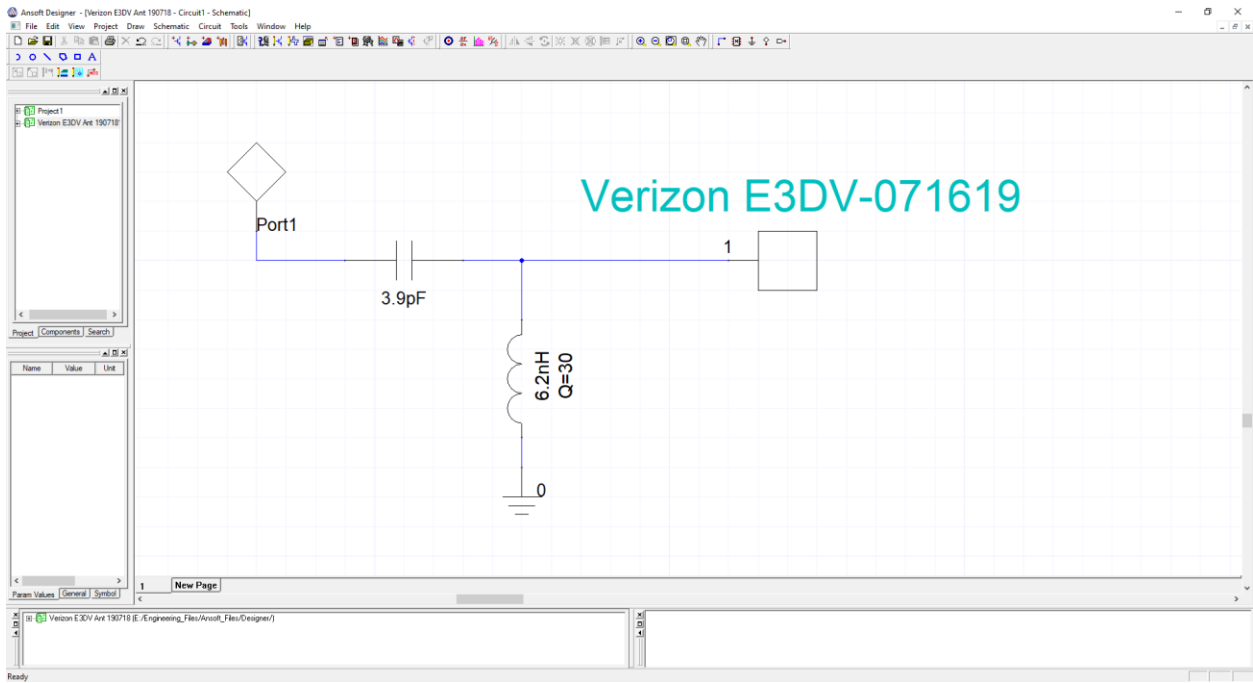 Ansoft Designer - [Verizon E3DV Ant 190718 - Circuit1 - Schematic]
File Edit View Project Draw Schematic Circuit Tools Window Help
Project1
Verizon E3DV Ant 190718'
Project Components Search
Name Value Unit
Param Values General Symbol
Verizon E3DV-071619
Port1
1
3.9pF
6.2nH
Q=30
0
1 New Page
Verizon E3DV Ant 190718 (E:/Engineering_Files/Ansoft_Files/Designer/)
Ready